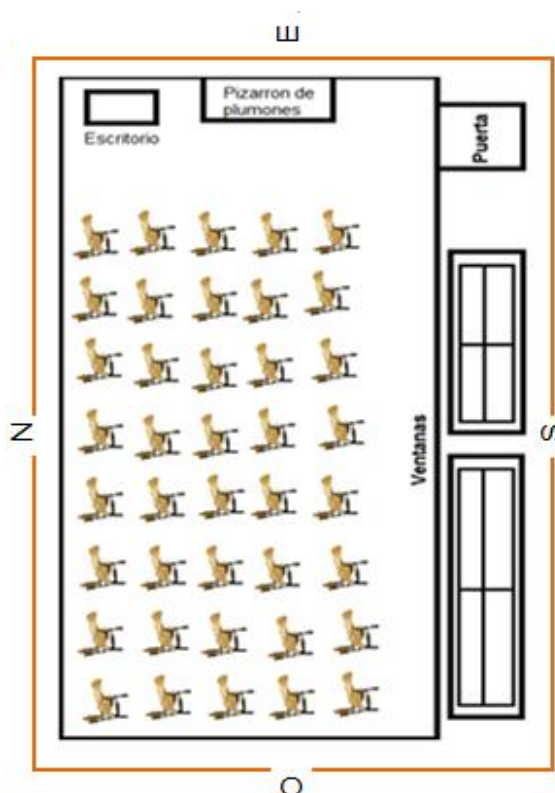 E
Pizarron de
plumones
Escritorio
Puerta
N
Ventanas
S
O